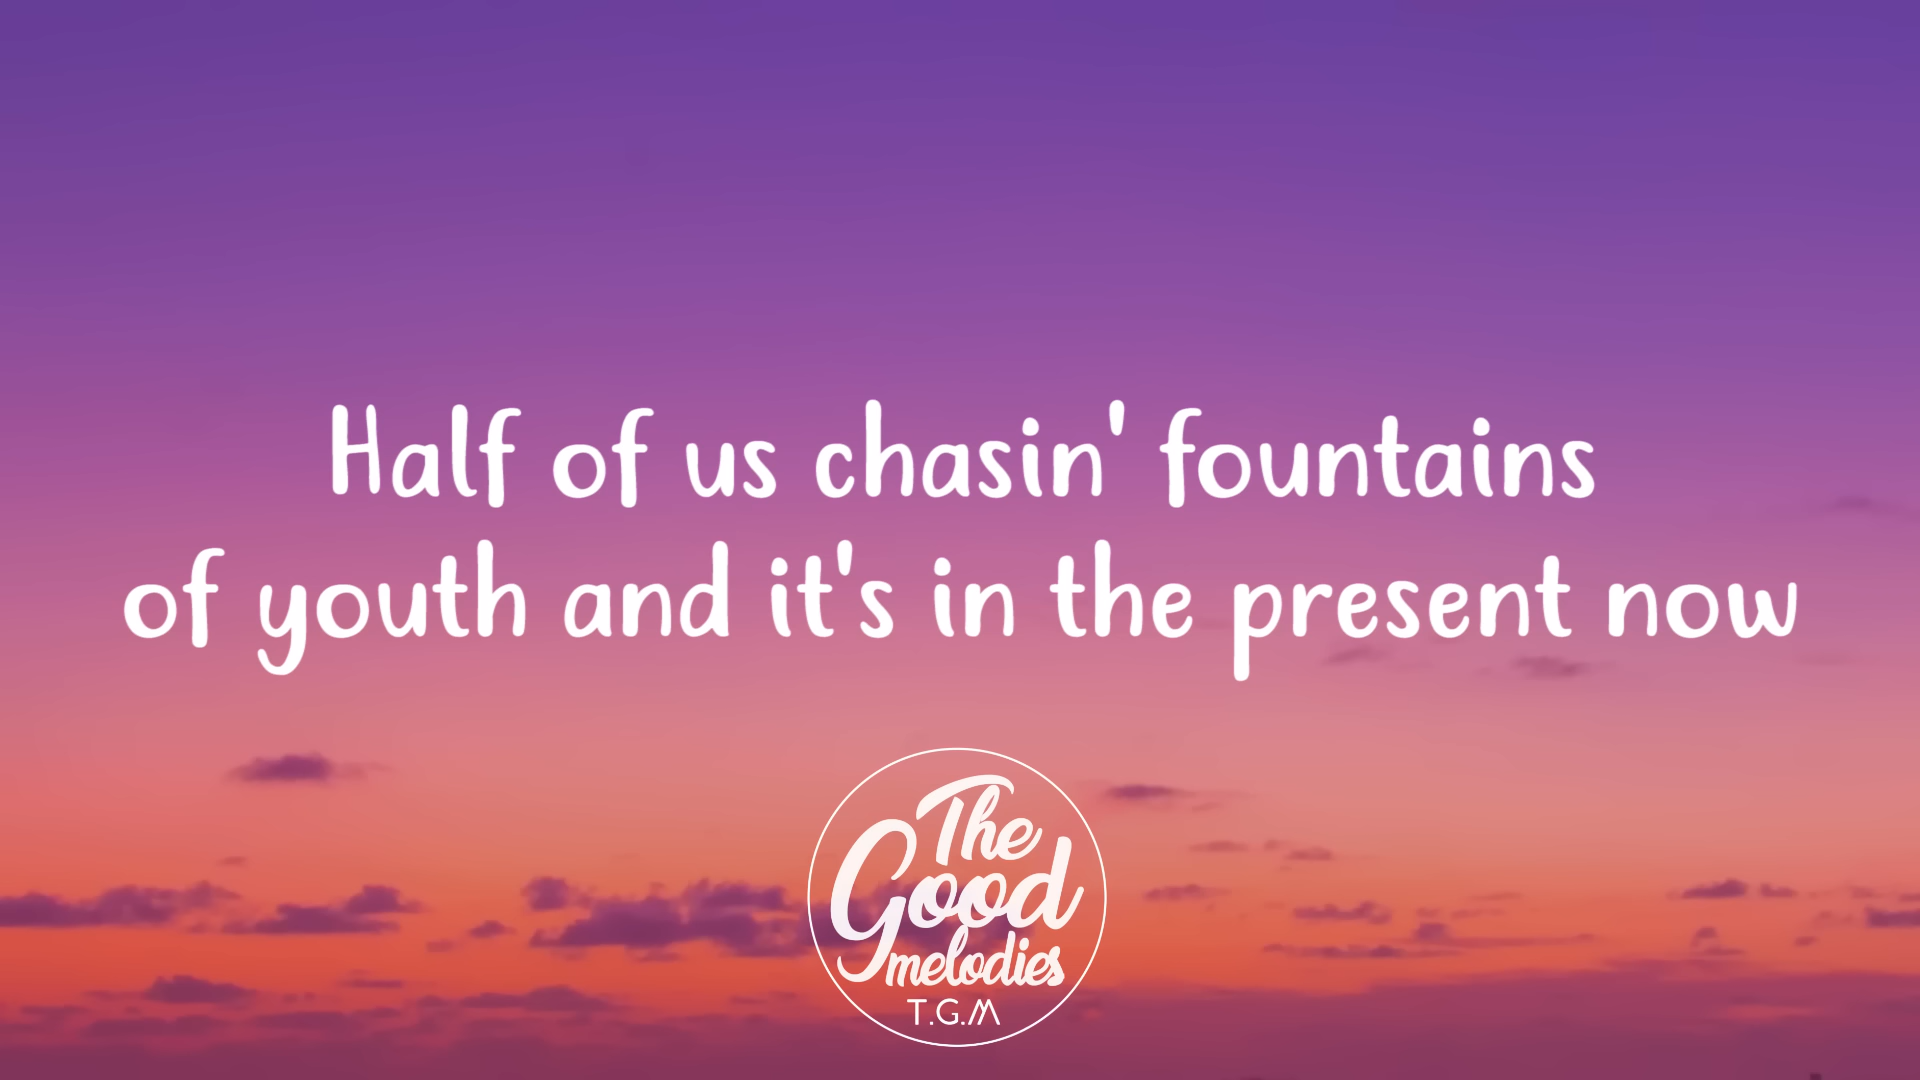 Half of us chasin' fountains
of youth and it's in the present now
The
Good
melodies
T.G.M